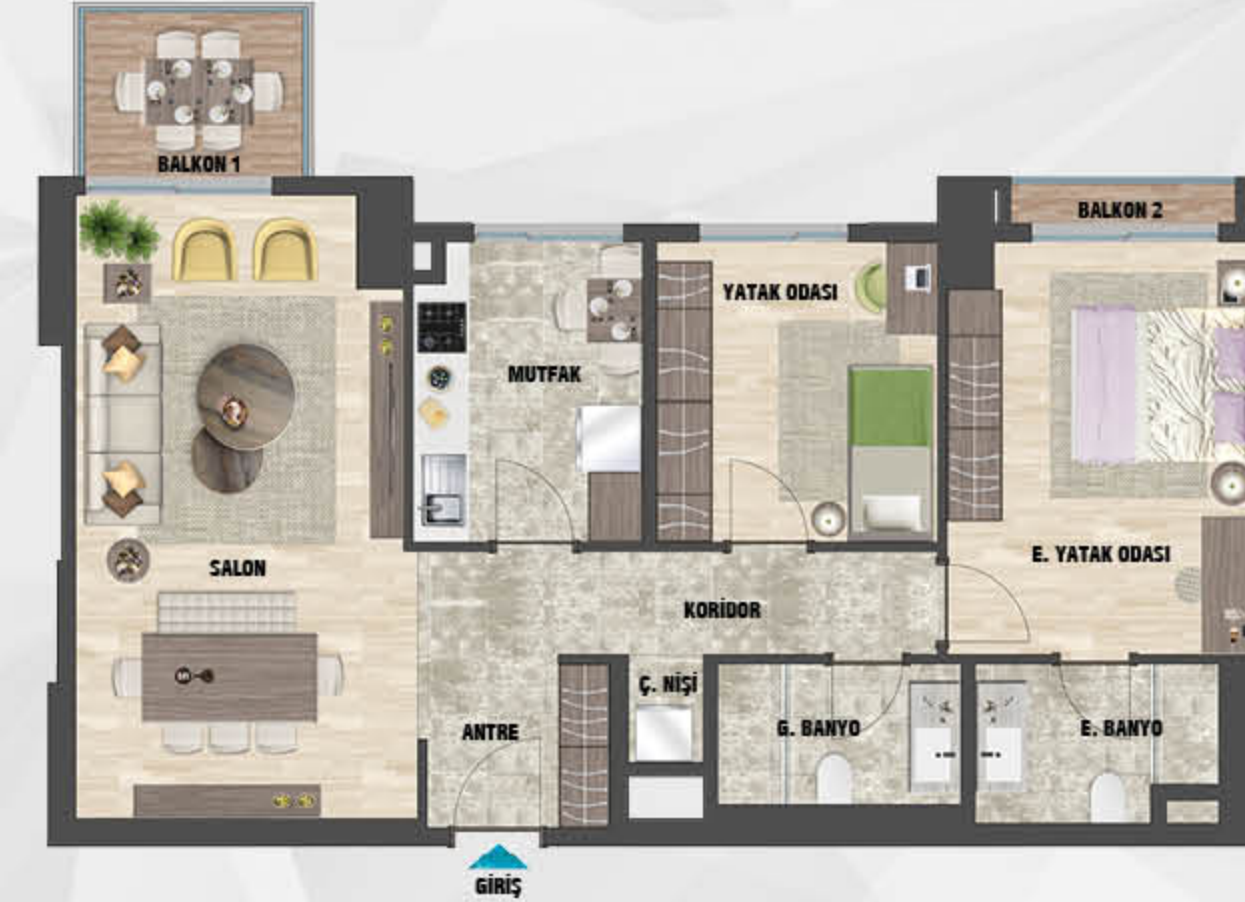 BALKON 1
BALKON 2
YATAK ODASI
MUTFAK
SALON
E. YATAK ODASI
KORİDOR
Ç. NİŞİ
ANTRE
G. BANYO
E. BANYO
GİRİŞ